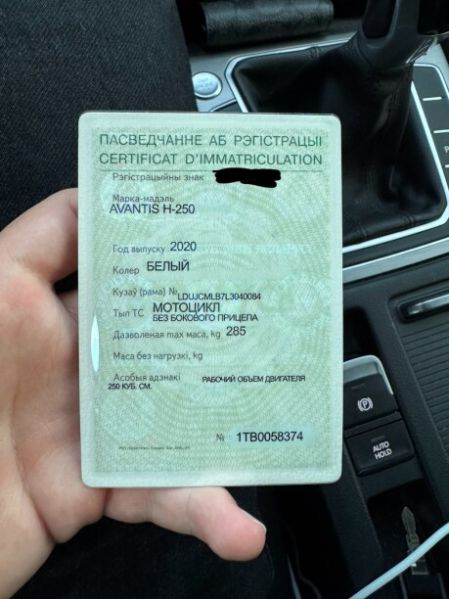 ПАСВЕДЧАННЕ АБ РЭГІСТРАЦЫІ
CERTIFICAT D'IMMATRICULATION
Рэгістрацыйны знак
Марка-мадэль
AVANTIS H-250
Год выпуску 2020
Колер БЕЛЫЙ
Кузаў (рама) № LDUJCMLB7L3040084
Тып ТС МОТОЦИКЛ
БЕЗ БОКОВОГО ПРИЦЕПА
Дазволеная max маса, kg 285
Маса без нагрузкі, kg
Асобыя адзнакі РАБОЧИЙ ОБЪЕМ ДВИГАТЕЛЯ
250 КУБ. СМ.
№ 1TB0058374
AUTO
HOLD